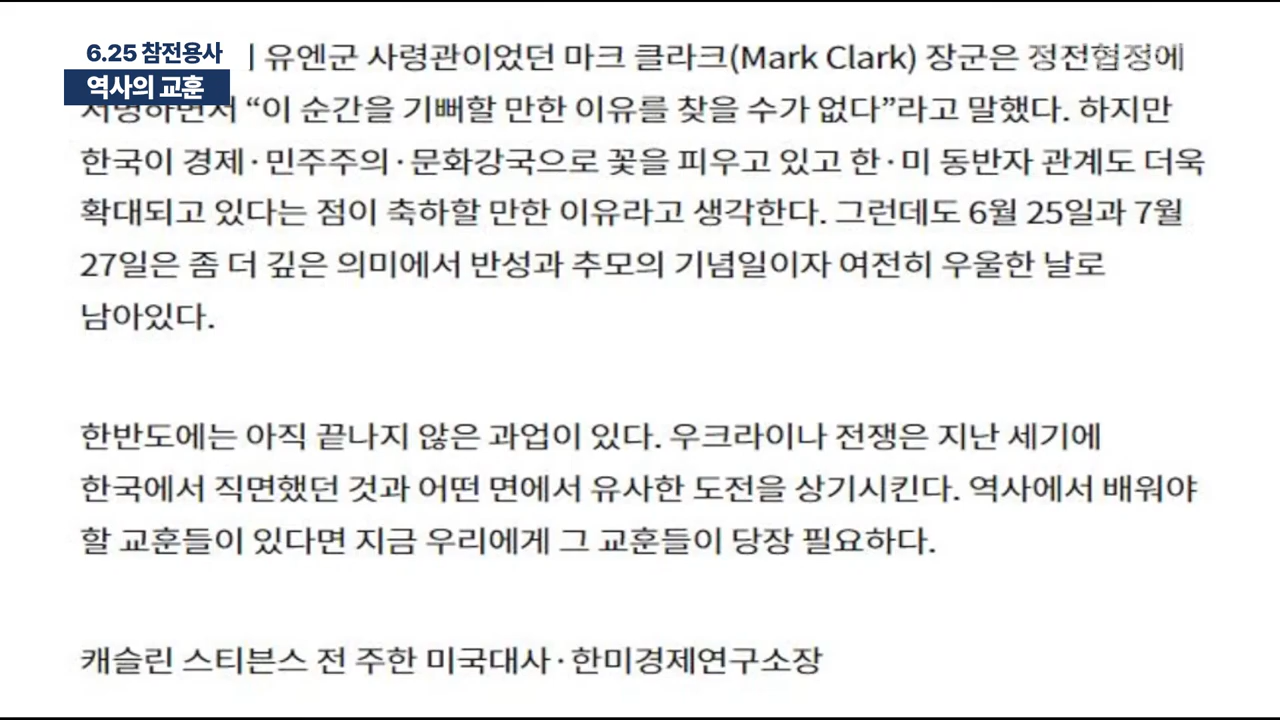 6.25 참전용사
역사의 교훈
유엔군 사령관이었던 마크 클라크(Mark Clark) 장군은 정전협정에
서명하면서 “이 순간을 기뻐할 만한 이유를 찾을 수가 없다”라고 말했다. 하지만
한국이 경제·민주주의·문화강국으로 꽃을 피우고 있고 한·미 동반자 관계도 더욱
확대되고 있다는 점이 축하할 만한 이유라고 생각한다. 그런데도 6월 25일과 7월
27일은 좀 더 깊은 의미에서 반성과 추모의 기념일이자 여전히 우울한 날로
남아있다.
한반도에는 아직 끝나지 않은 과업이 있다. 우크라이나 전쟁은 지난 세기에
한국에서 직면했던 것과 어떤 면에서 유사한 도전을 상기시킨다. 역사에서 배워야
할 교훈들이 있다면 지금 우리에게 그 교훈들이 당장 필요하다.
캐슬린 스티븐스 전 주한 미국대사·한미경제연구소장